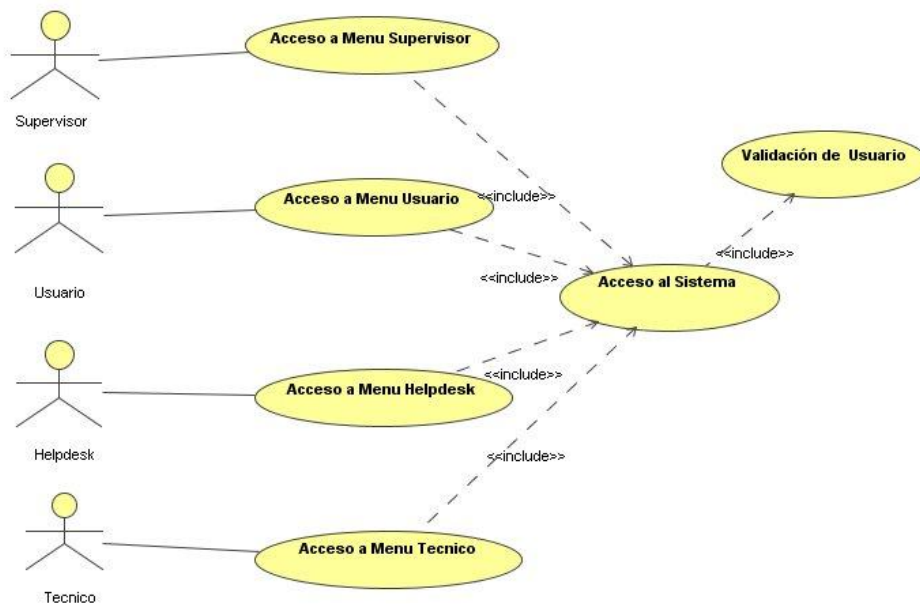 Acceso a Menu Supervisor
Supervisor
Validación de Usuario
Acceso a Menu Usuario
<<include>>
<<include>>
<<include>>
Usuario
Acceso al Sistema
Acceso a Menu Helpdesk
<<include>>
Helpdesk
<<include>>
Acceso a Menu Tecnico
Tecnico